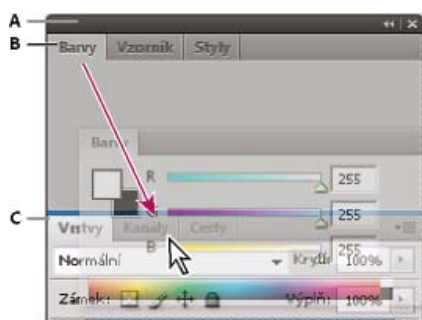 A
B Barvy Vzorník Styly
Barvy
R 255
G 255
C Vrstvy Kanály Cesty
B 255
Normální Krytí: 100%
Zámek: Výplň: 100%